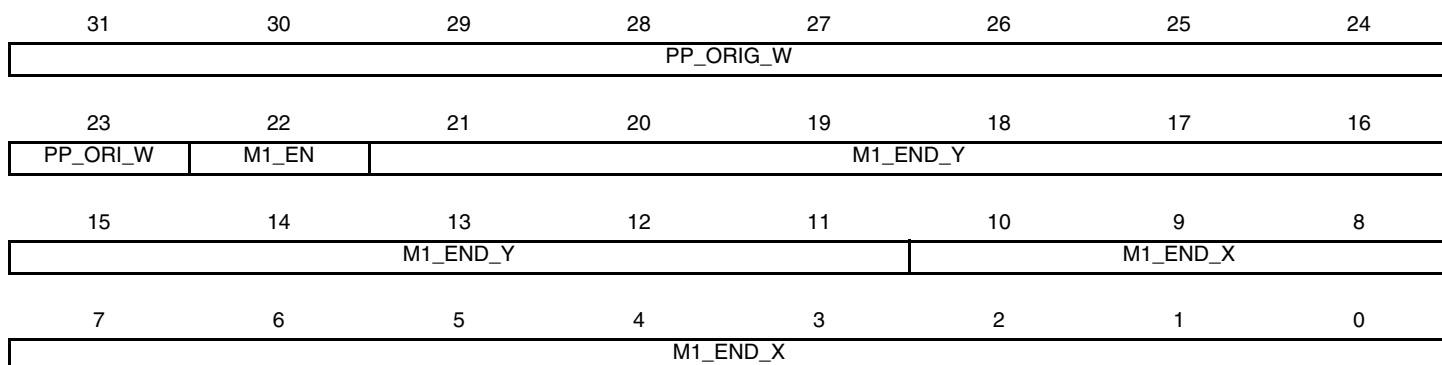 31 30 29 28 27 26 25 24
PP_ORIG_W
23 22 21 20 19 18 17 16
PP_ORI_W M1_EN M1_END_Y
15 14 13 12 11 10 9 8
M1_END_Y M1_END_X
7 6 5 4 3 2 1 0
M1_END_X